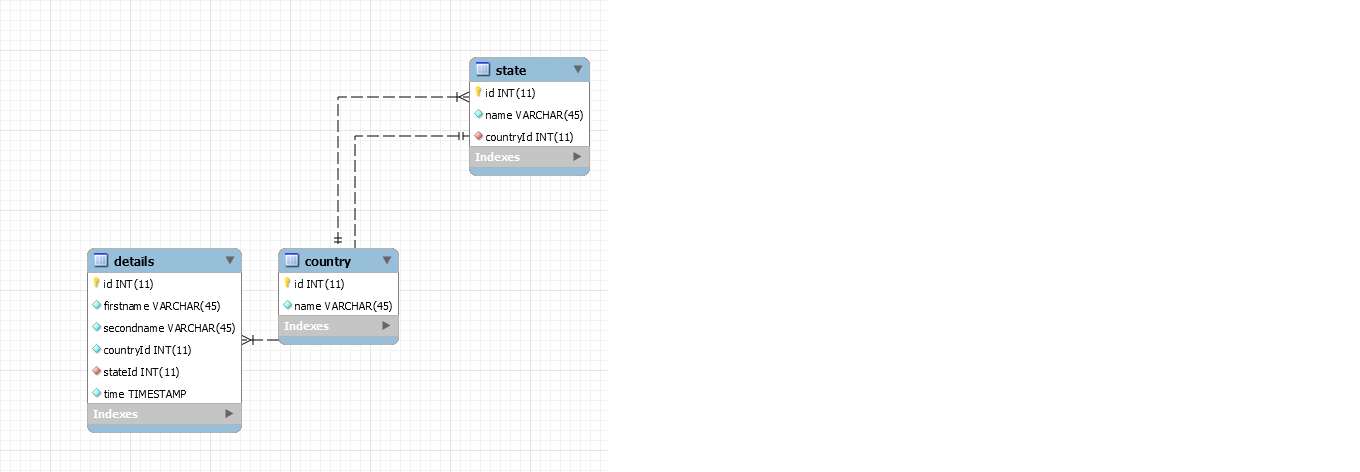 state
id INT(11)
name VARCHAR(45)
countryId INT(11)
Indexes
details
id INT(11)
firstname VARCHAR(45)
secondname VARCHAR(45)
countryId INT(11)
stateId INT(11)
time TIMESTAMP
Indexes
country
id INT(11)
name VARCHAR(45)
Indexes